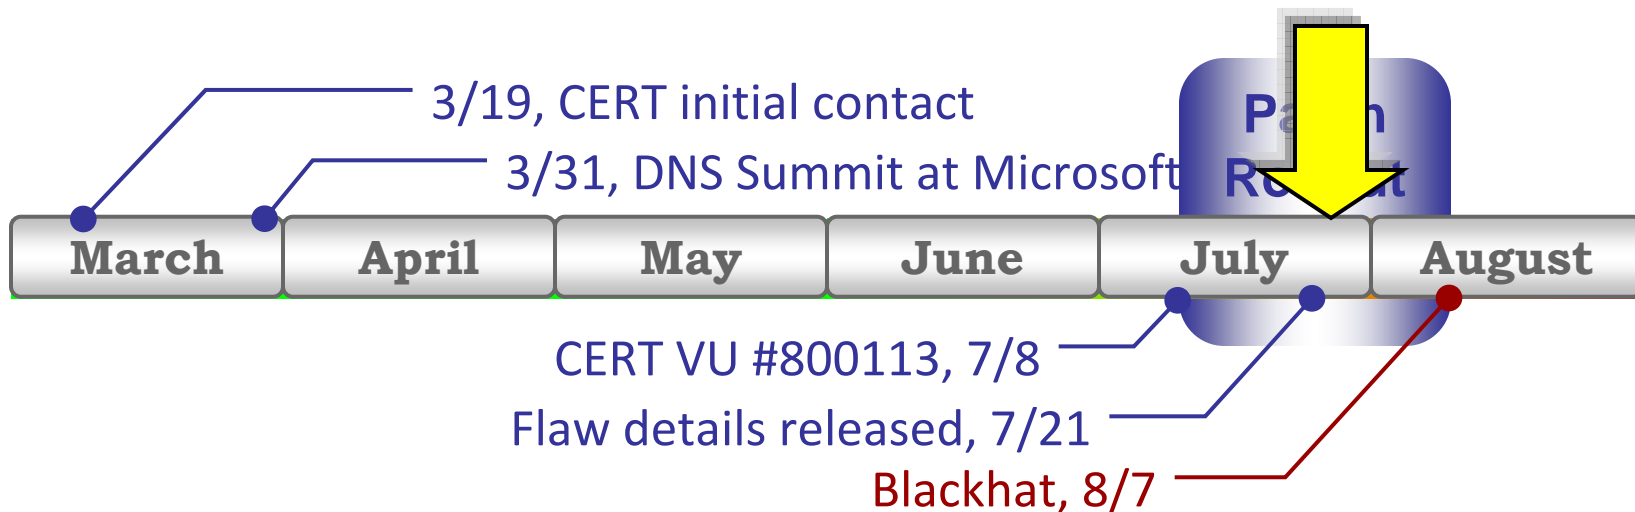 3/19, CERT initial contact
3/31, DNS Summit at Microsoft
March April May June July August
CERT VU #800113, 7/8
Flaw details released, 7/21
Blackhat, 8/7